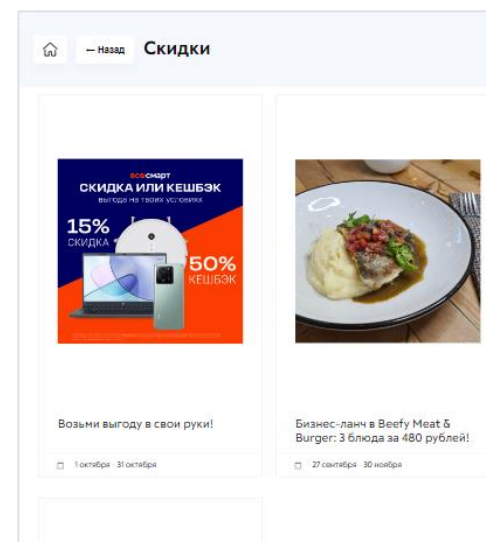 ← Назад Скидки
всёсмарт
СКИДКА ИЛИ КЕШБЭК
ВЫГОДА НА ТВОИХ УСЛОВИЯХ
15%
СКИДКА
50%
КЕШБЭК
Возьми выгоду в свои руки!
1 октября 31 октября
Бизнес-ланч в Beefy Meat &
Burger: 3 блюда за 480 рублей!
27 сентября 30 ноября